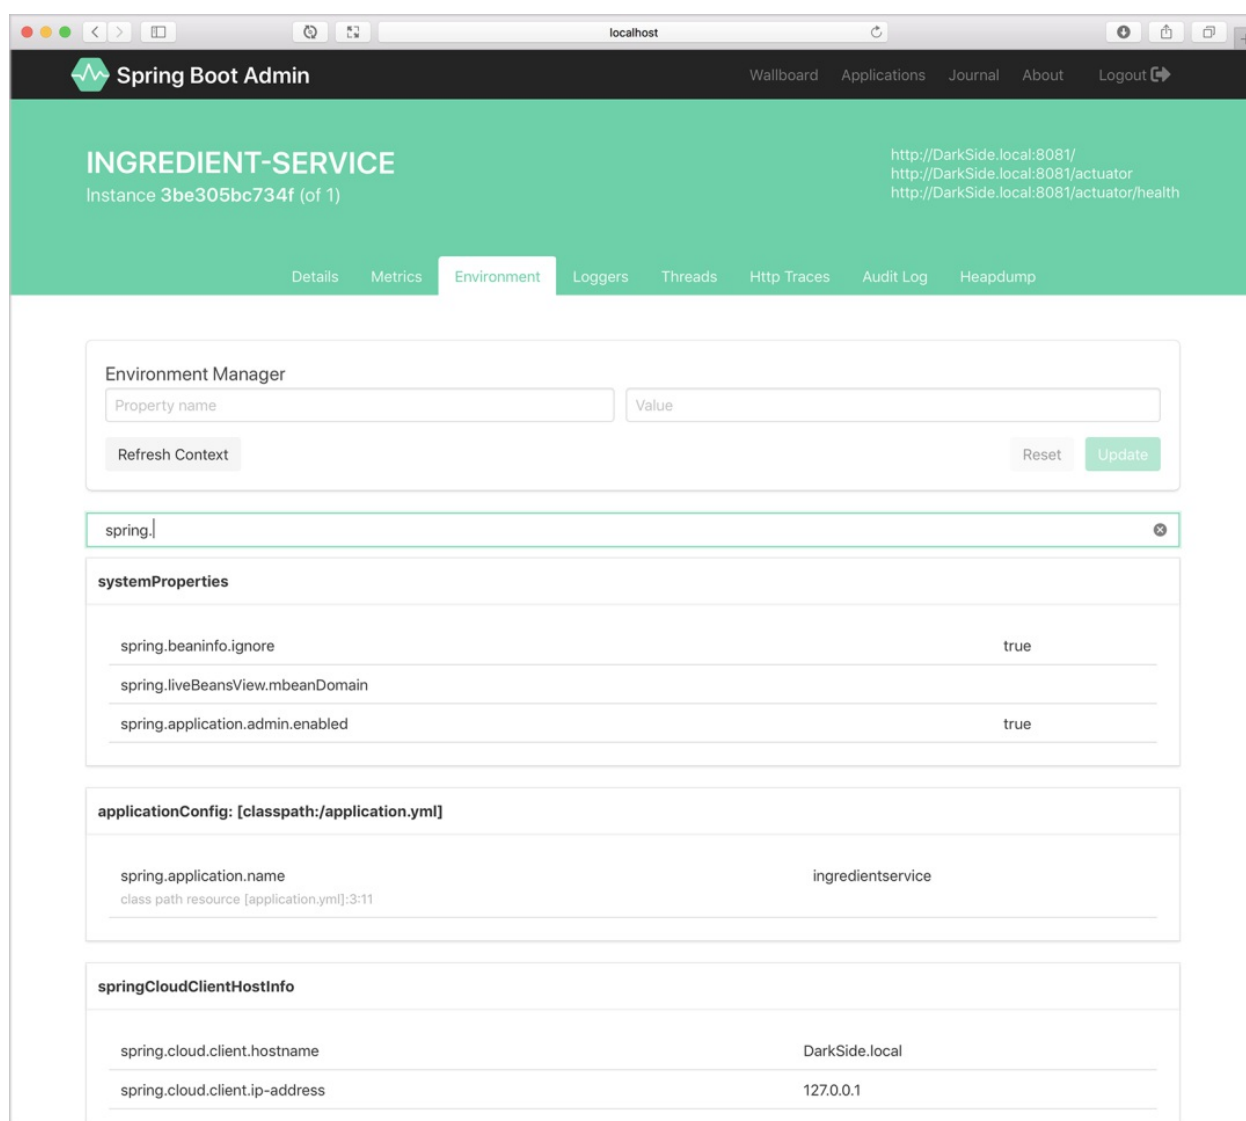 localhost
Spring Boot Admin
Wallboard Applications Journal About Logout
INGREDIENT-SERVICE
Instance 3be305bc734f (of 1)
http://DarkSide.local:8081/
http://DarkSide.local:8081/actuator
http://DarkSide.local:8081/actuator/health
Details Metrics Environment Loggers Threads Http Traces Audit Log Heapdump
Environment Manager
Property name Value
Refresh Context Reset Update
spring.
systemProperties
spring.beaninfo.ignore true
spring.liveBeansView.mbeanDomain
spring.application.admin.enabled true
applicationConfig: [classpath:/application.yml]
spring.application.name ingredientservice
class path resource [application.yml]:3:11
springCloudClientHostInfo
spring.cloud.client.hostname DarkSide.local
spring.cloud.client.ip-address 127.0.0.1